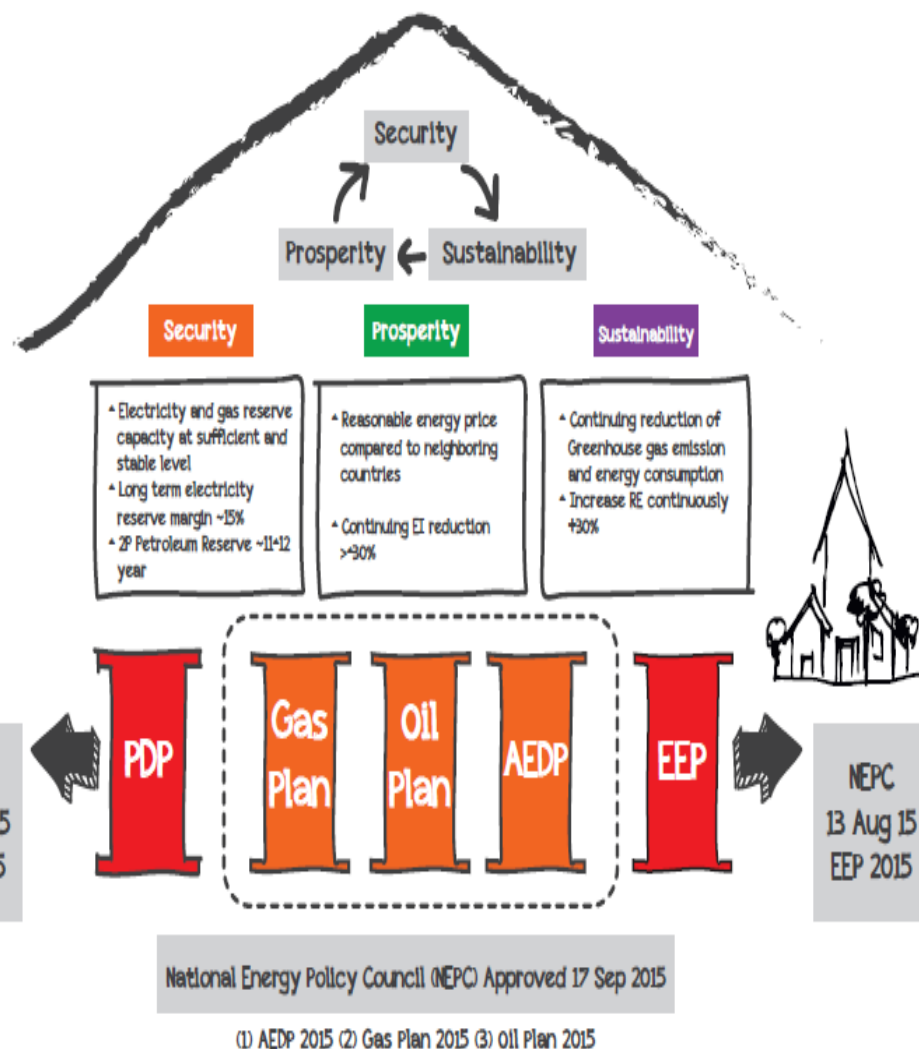 Security
Prosperity
Sustainability
Security
Prosperity
Sustainability
^ Electricity and gas reserve
capacity at sufficient and
stable level
^ Long term electricity
reserve margin ~15%
^ 2P Petroleum Reserve ~11^12
year
^ Reasonable energy price
compared to neighboring
countries
^ Continuing EI reduction
>^30%
^ Continuing reduction of
Greenhouse gas emission
and energy consumption
^ Increase RE continuously
+30%
PDP
Gas
Plan
Oil
Plan
AEDP
EEP
5
5
NEPC
13 Aug 15
EEP 2015
National Energy Policy Council (NEPC) Approved 17 Sep 2015
(1) AEDP 2015 (2) Gas Plan 2015 (3) Oil Plan 2015